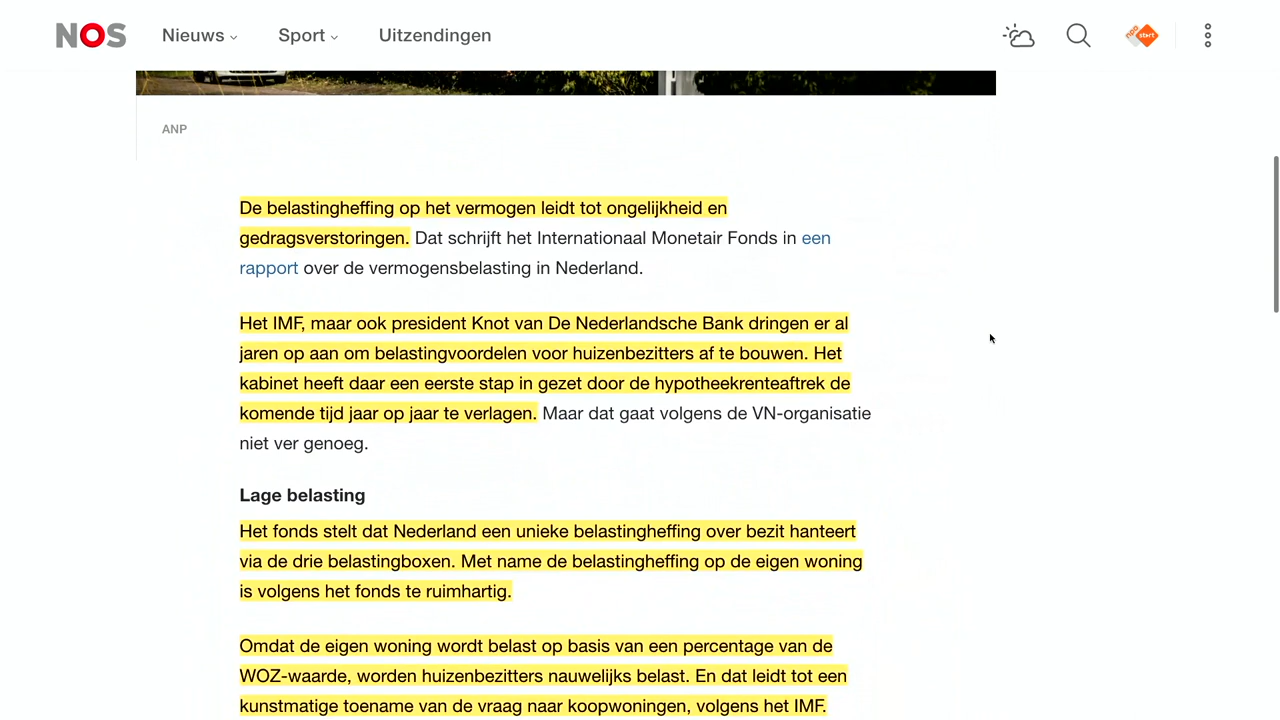 NOS Nieuws Sport Uitzendingen
npo start
ANP
De belastingheffing op het vermogen leidt tot ongelijkheid en
gedragsverstoringen. Dat schrijft het Internationaal Monetair Fonds in een
rapport over de vermogensbelasting in Nederland.
Het IMF, maar ook president Knot van De Nederlandsche Bank dringen er al
jaren op aan om belastingvoordelen voor huizenbezitters af te bouwen. Het
kabinet heeft daar een eerste stap in gezet door de hypotheekrenteaftrek de
komende tijd jaar op jaar te verlagen. Maar dat gaat volgens de VN-organisatie
niet ver genoeg.
Lage belasting
Het fonds stelt dat Nederland een unieke belastingheffing over bezit hanteert
via de drie belastingboxen. Met name de belastingheffing op de eigen woning
is volgens het fonds te ruimhartig.
Omdat de eigen woning wordt belast op basis van een percentage van de
WOZ-waarde, worden huizenbezitters nauwelijks belast. En dat leidt tot een
kunstmatige toename van de vraag naar koopwoningen, volgens het IMF.